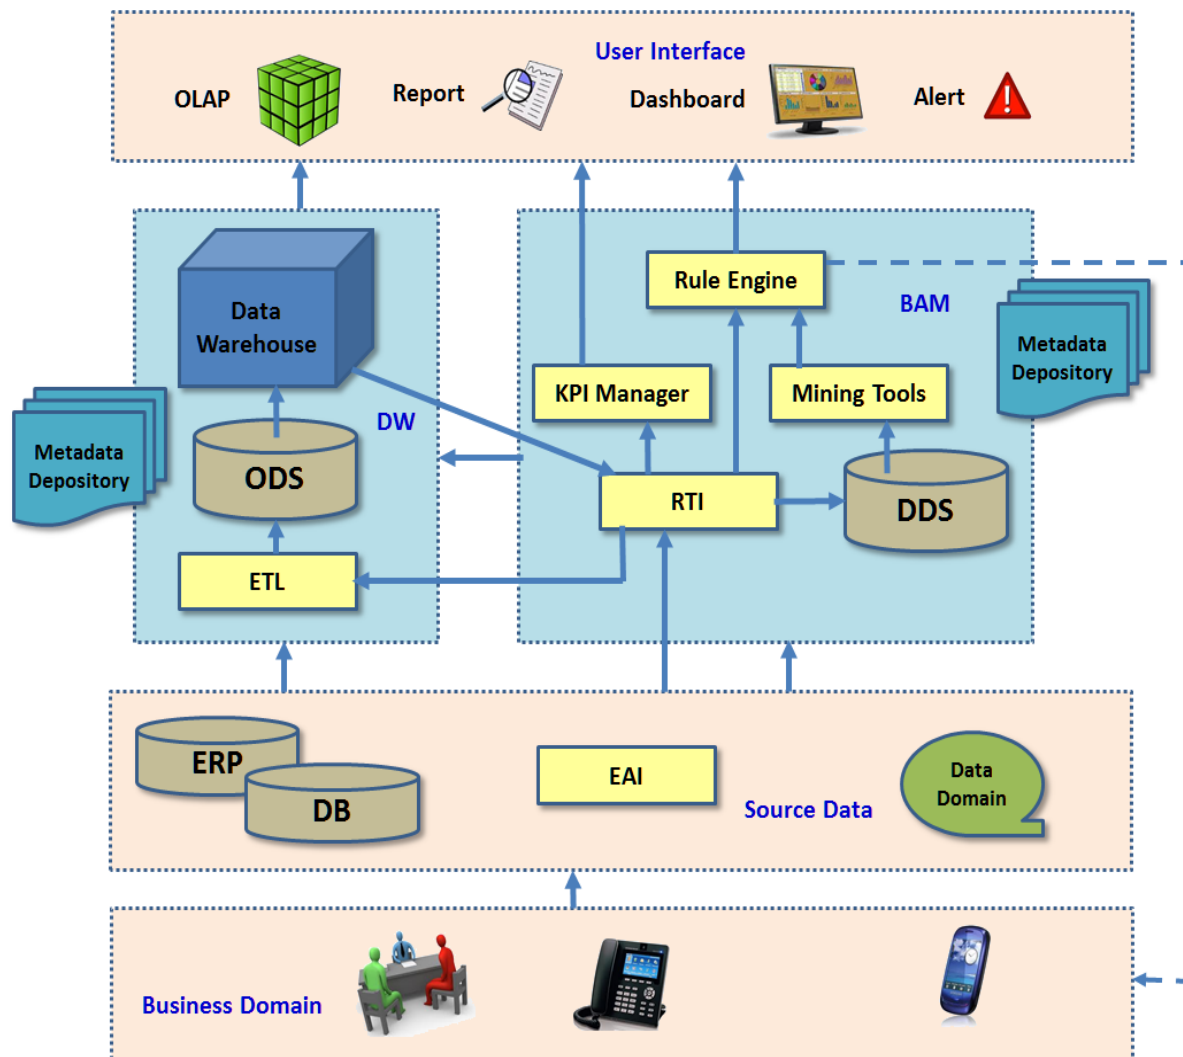 User Interface
OLAP
Report
Dashboard
Alert
Data
Warehouse
Rule Engine
BAM
Metadata
Depository
KPI Manager
Mining Tools
DW
Metadata
Depository
ODS
RTI
DDS
ETL
ERP
DB
EAI
Data
Domain
Source Data
Business Domain